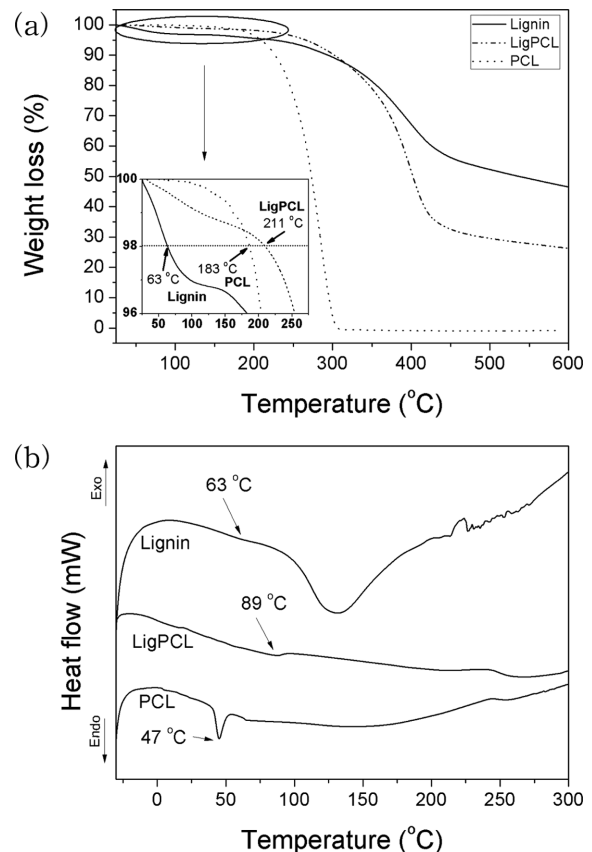 (a)
Weight loss (%)
100
90
80
70
60
50
40
30
20
10
0
Lignin
LigPCL
PCL
100
98
96
LigPCL
211 °C
183 °C
PCL
63 °C
Lignin
50 100 150 200 250
100 200 300 400 500 600
Temperature (°C)
(b)
Heat flow (mW)
Exo
Endo
63 °C
Lignin
89 °C
LigPCL
PCL
47 °C
0 50 100 150 200 250 300
Temperature (°C)